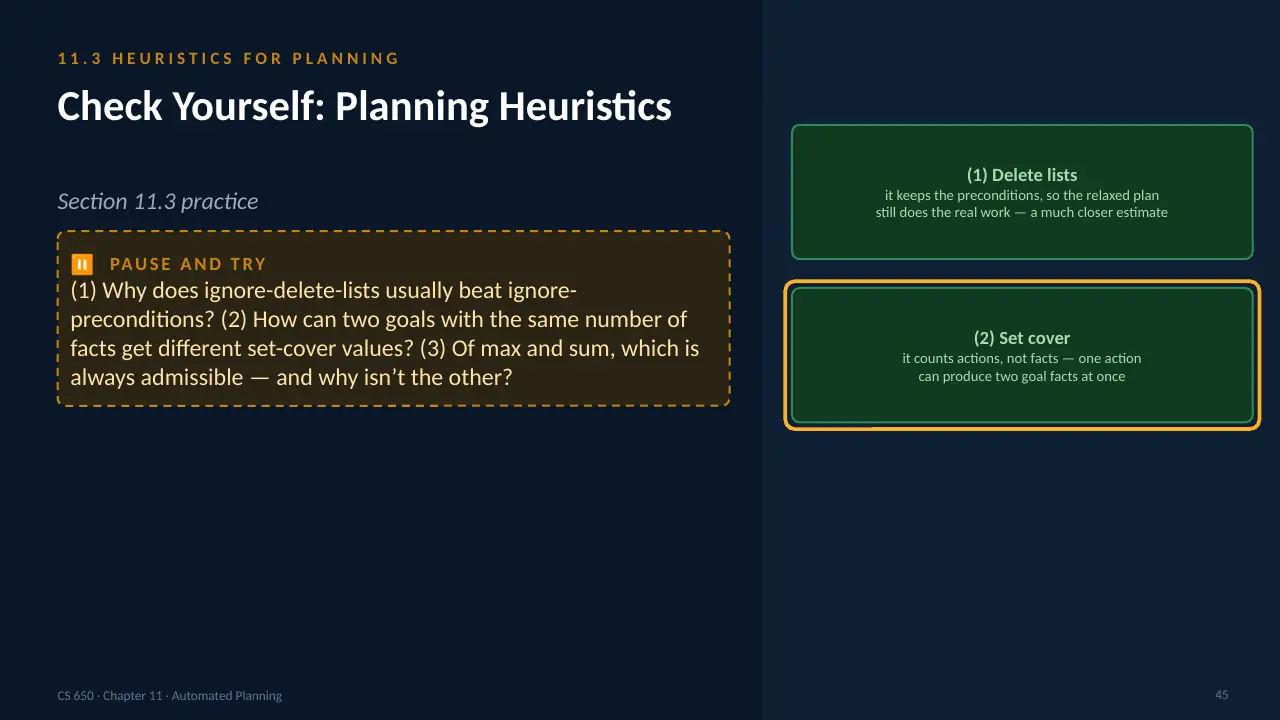 11.3 HEURISTICS FOR PLANNING
Check Yourself: Planning Heuristics
Section 11.3 practice
⏸ PAUSE AND TRY
(1) Why does ignore-delete-lists usually beat ignore-
preconditions? (2) How can two goals with the same number of
facts get different set-cover values? (3) Of max and sum, which is
always admissible — and why isn’t the other?
(1) Delete lists
it keeps the preconditions, so the relaxed plan
still does the real work — a much closer estimate
(2) Set cover
it counts actions, not facts — one action
can produce two goal facts at once
CS 650 · Chapter 11 · Automated Planning
45